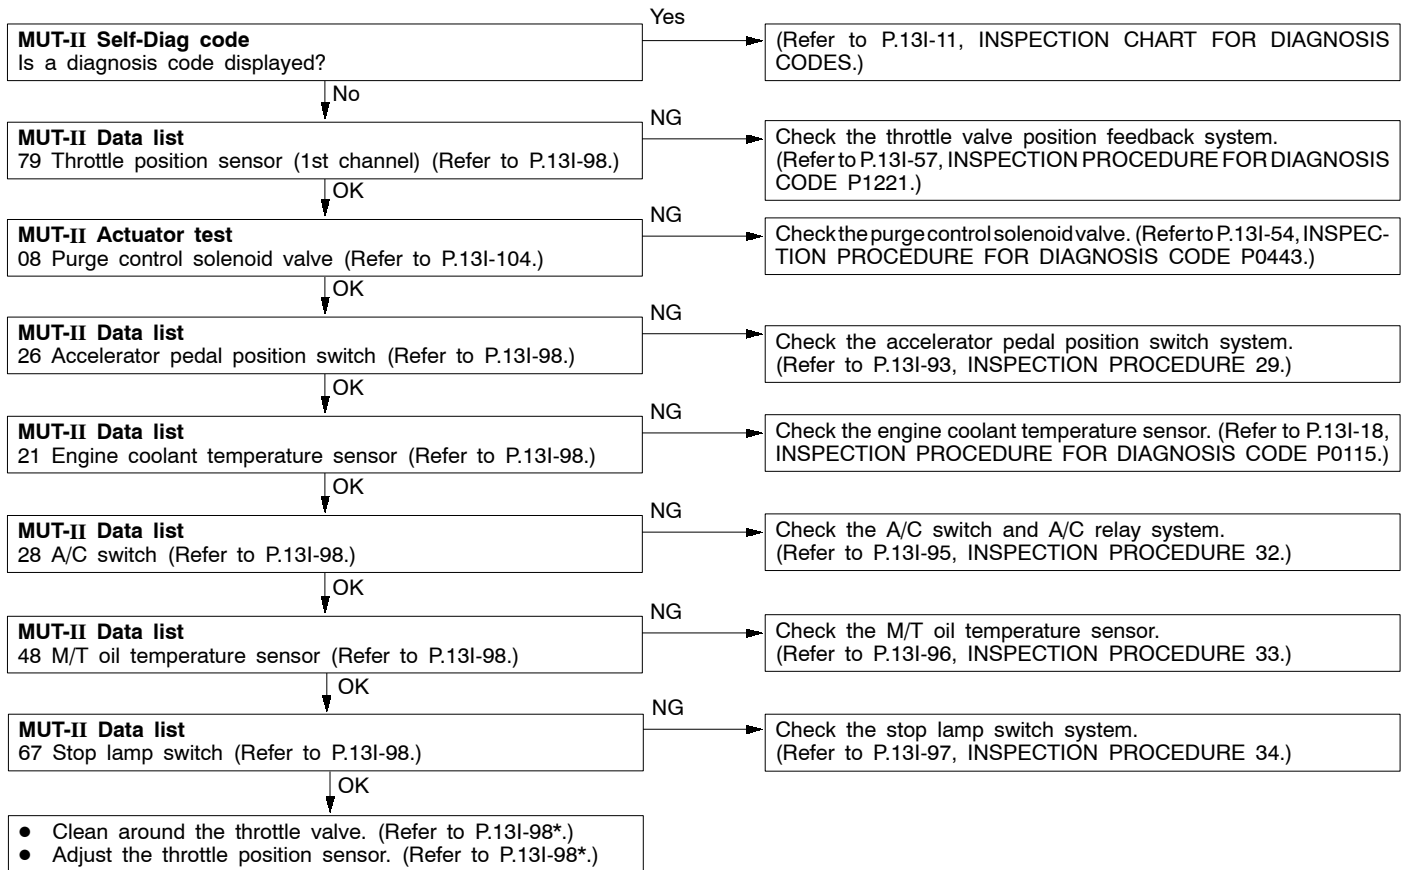 MUT-II Self-Diag code
Is a diagnosis code displayed?
Yes
(Refer to P.13I-11, INSPECTION CHART FOR DIAGNOSIS
CODES.)
No
MUT-II Data list
79 Throttle position sensor (1st channel) (Refer to P.13I-98.)
NG
Check the throttle valve position feedback system.
(Refer to P.13I-57, INSPECTION PROCEDURE FOR DIAGNOSIS
CODE P1221.)
OK
MUT-II Actuator test
08 Purge control solenoid valve (Refer to P.13I-104.)
NG
Check the purge control solenoid valve. (Refer to P.13I-54, INSPEC-
TION PROCEDURE FOR DIAGNOSIS CODE P0443.)
OK
MUT-II Data list
26 Accelerator pedal position switch (Refer to P.13I-98.)
NG
Check the accelerator pedal position switch system.
(Refer to P.13I-93, INSPECTION PROCEDURE 29.)
OK
MUT-II Data list
21 Engine coolant temperature sensor (Refer to P.13I-98.)
NG
Check the engine coolant temperature sensor. (Refer to P.13I-18,
INSPECTION PROCEDURE FOR DIAGNOSIS CODE P0115.)
OK
MUT-II Data list
28 A/C switch (Refer to P.13I-98.)
NG
Check the A/C switch and A/C relay system.
(Refer to P.13I-95, INSPECTION PROCEDURE 32.)
OK
MUT-II Data list
48 M/T oil temperature sensor (Refer to P.13I-98.)
NG
Check the M/T oil temperature sensor.
(Refer to P.13I-96, INSPECTION PROCEDURE 33.)
OK
MUT-II Data list
67 Stop lamp switch (Refer to P.13I-98.)
NG
Check the stop lamp switch system.
(Refer to P.13I-97, INSPECTION PROCEDURE 34.)
OK
● Clean around the throttle valve. (Refer to P.13I-98*.)
● Adjust the throttle position sensor. (Refer to P.13I-98*.)